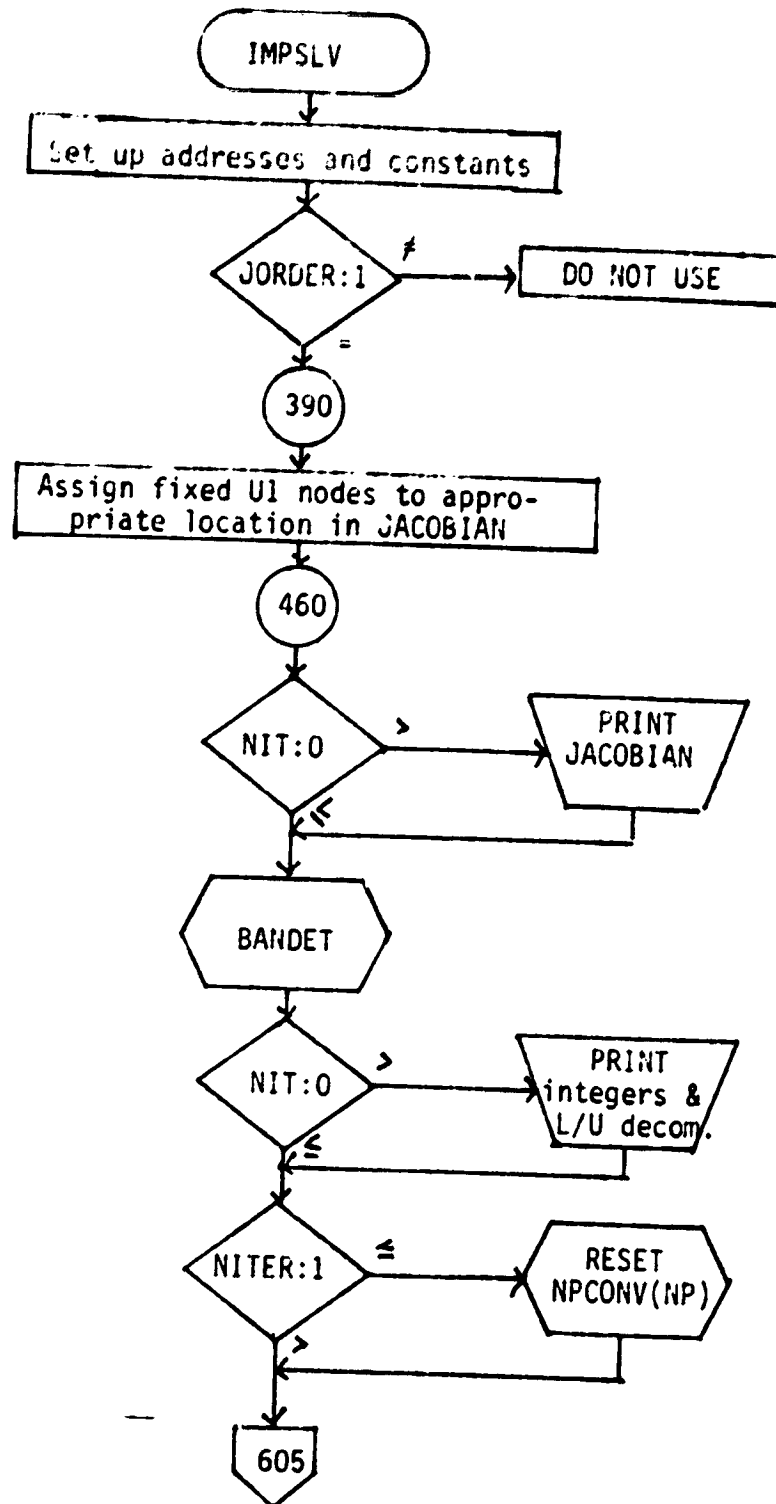 IMPSLV
Set up addresses and constants
JORDER:1
≠
DO NOT USE
=
390
Assign fixed U1 nodes to appro-
priate location in JACOBIAN
460
NIT:0
>
PRINT
JACOBIAN
≤
BANDET
NIT:0
>
PRINT
integers &
L/U decom.
≤
NITER:1
≤
RESET
NPCONV(NP)
>
605